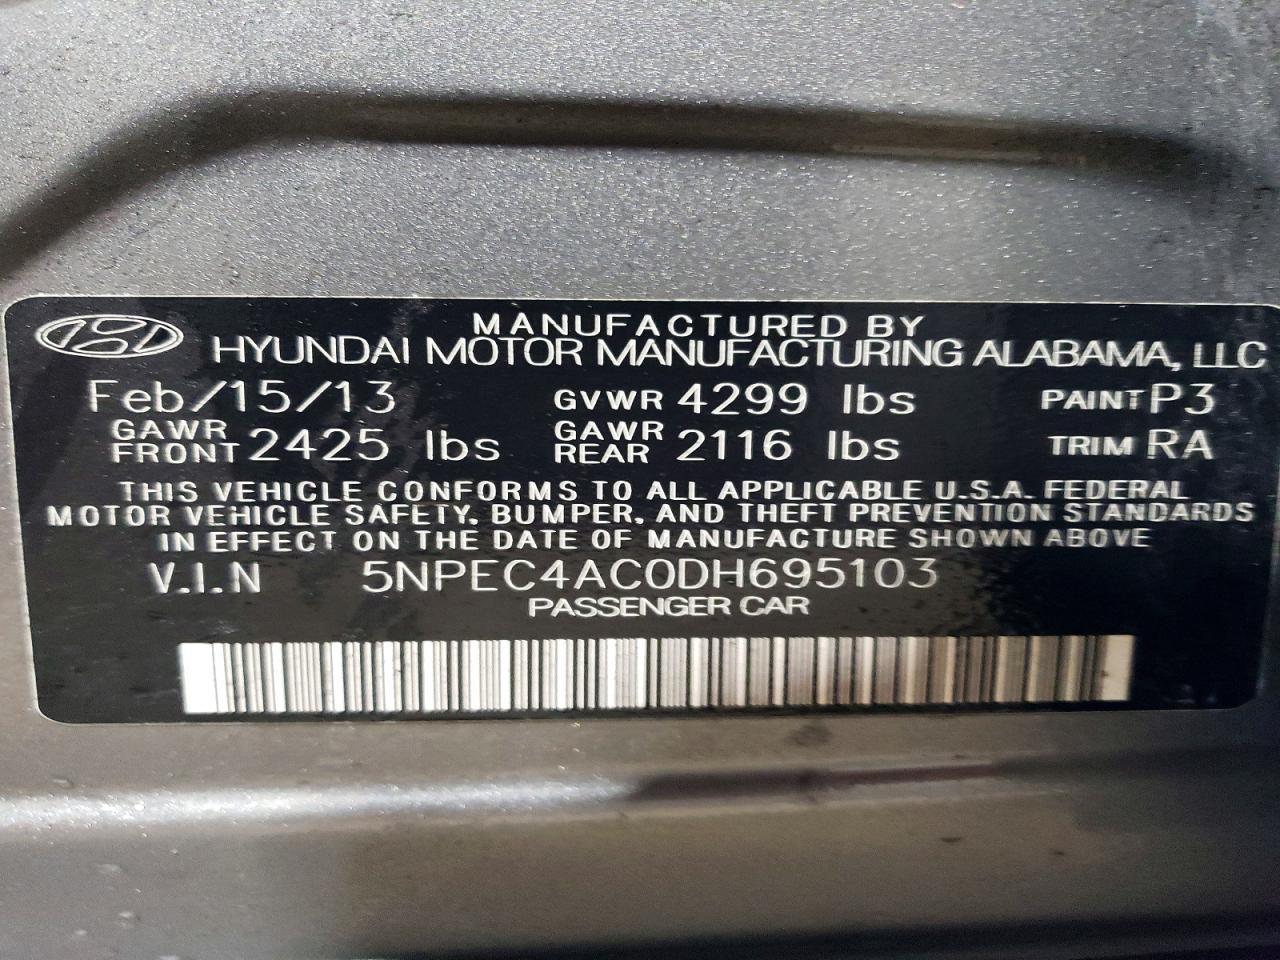 MANUFACTURED BY
HYUNDAI MOTOR MANUFACTURING ALABAMA, LLC
Feb/15/13 GVWR 4299 lbs PAINT P3
GAWR FRONT 2425 lbs GAWR REAR 2116 lbs TRIM RA
THIS VEHICLE CONFORMS TO ALL APPLICABLE U.S.A. FEDERAL
MOTOR VEHICLE SAFETY, BUMPER, AND THEFT PREVENTION STANDARDS
IN EFFECT ON THE DATE OF MANUFACTURE SHOWN ABOVE
V.I.N 5NPEC4AC0DH695103
PASSENGER CAR